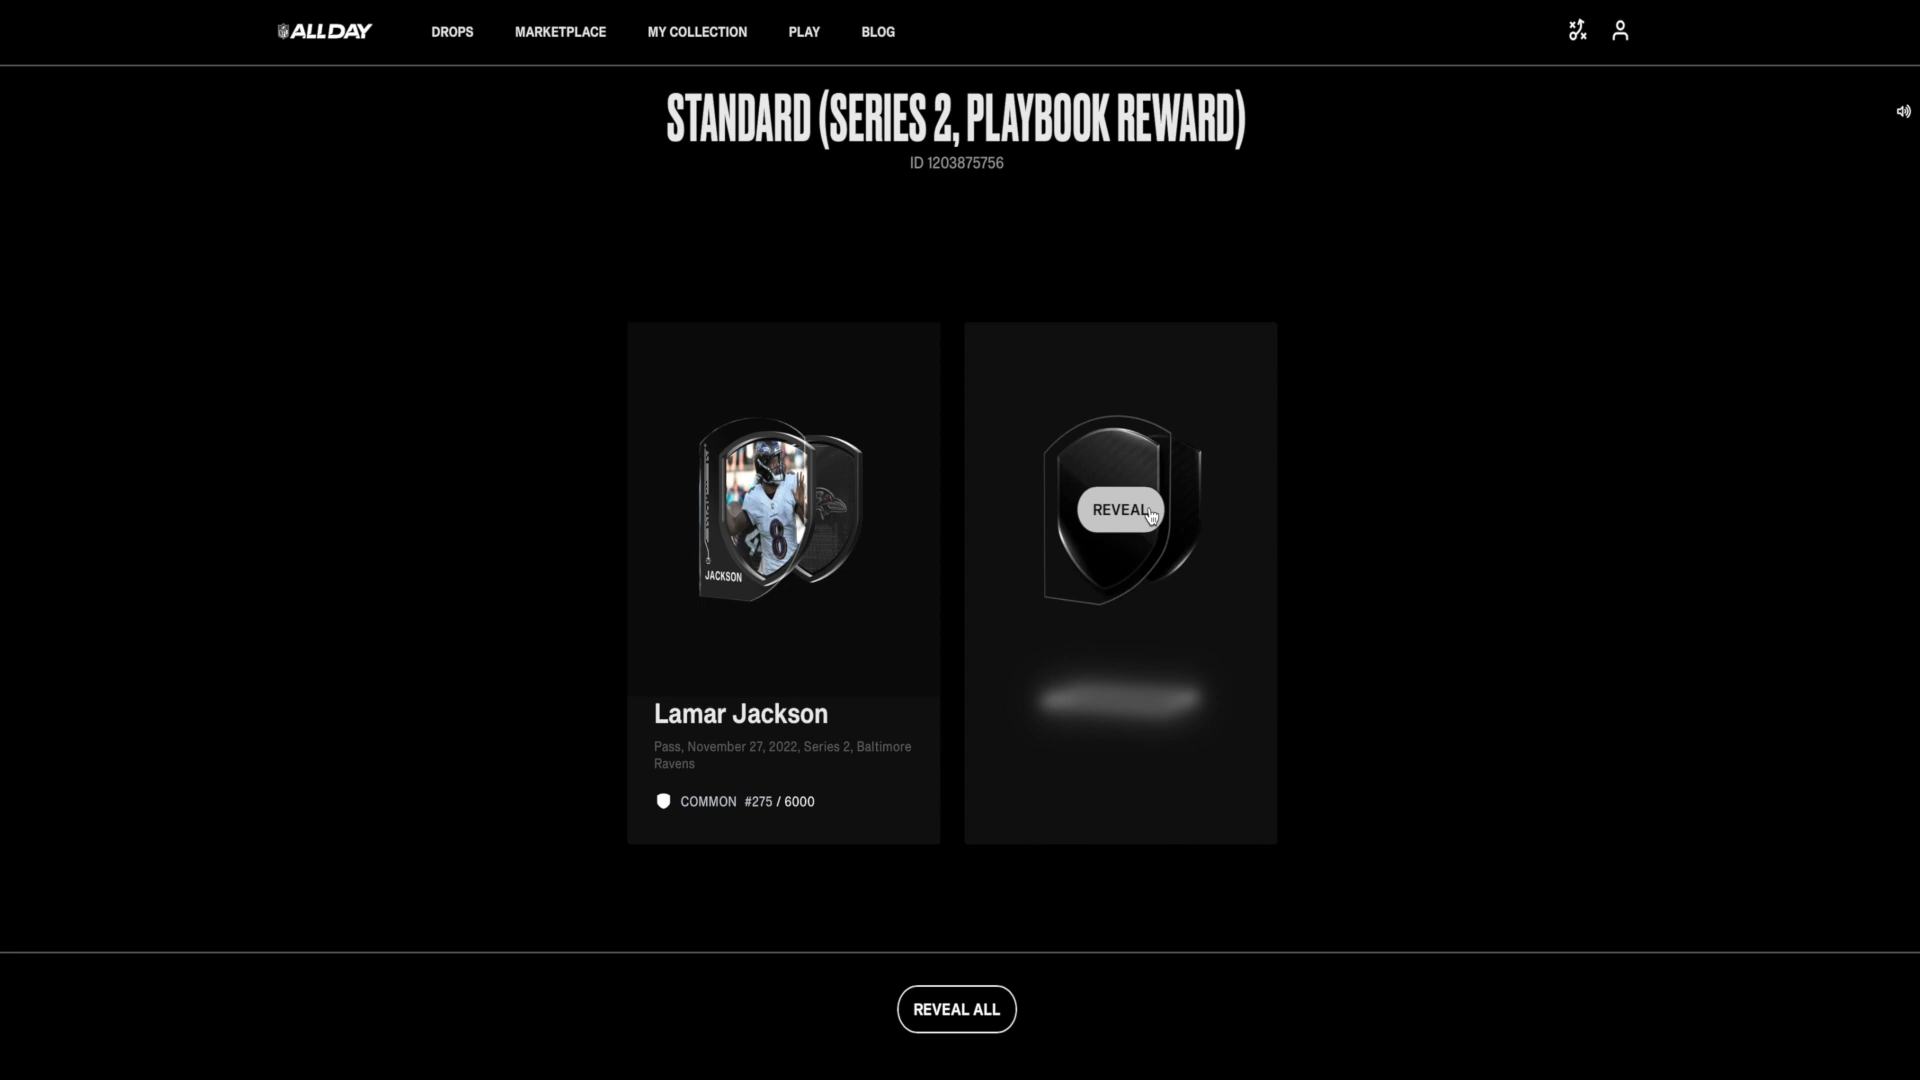 ALL DAY DROPS MARKETPLACE MY COLLECTION PLAY BLOG
STANDARD (SERIES 2, PLAYBOOK REWARD)
ID 1203875756
8
JACKSON
REVEAL
Lamar Jackson
Pass, November 27, 2022, Series 2, Baltimore
Ravens
COMMON #275 / 6000
REVEAL ALL